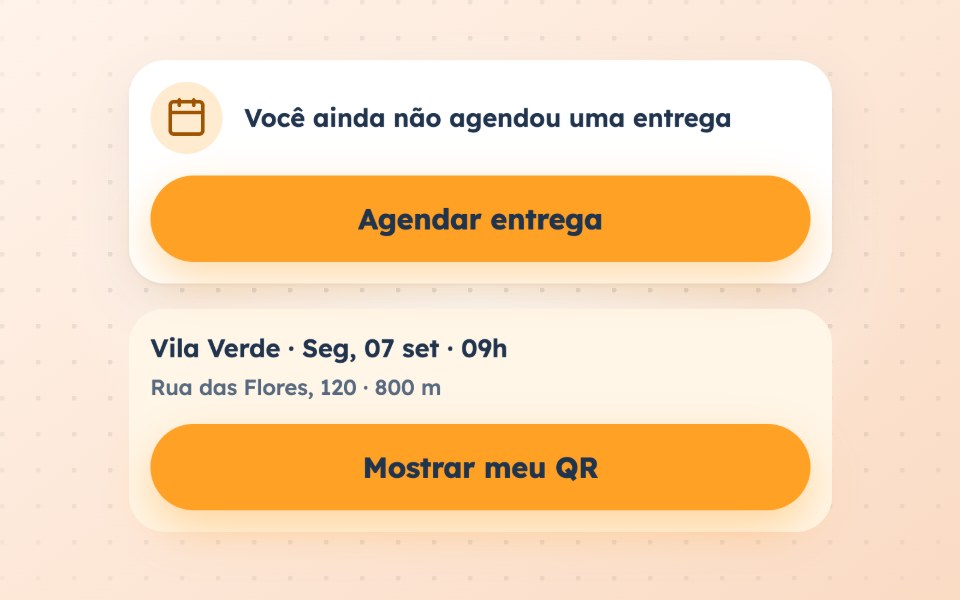 Você ainda não agendou uma entrega
Agendar entrega
Vila Verde · Seg, 07 set · 09h
Rua das Flores, 120 · 800 m
Mostrar meu QR